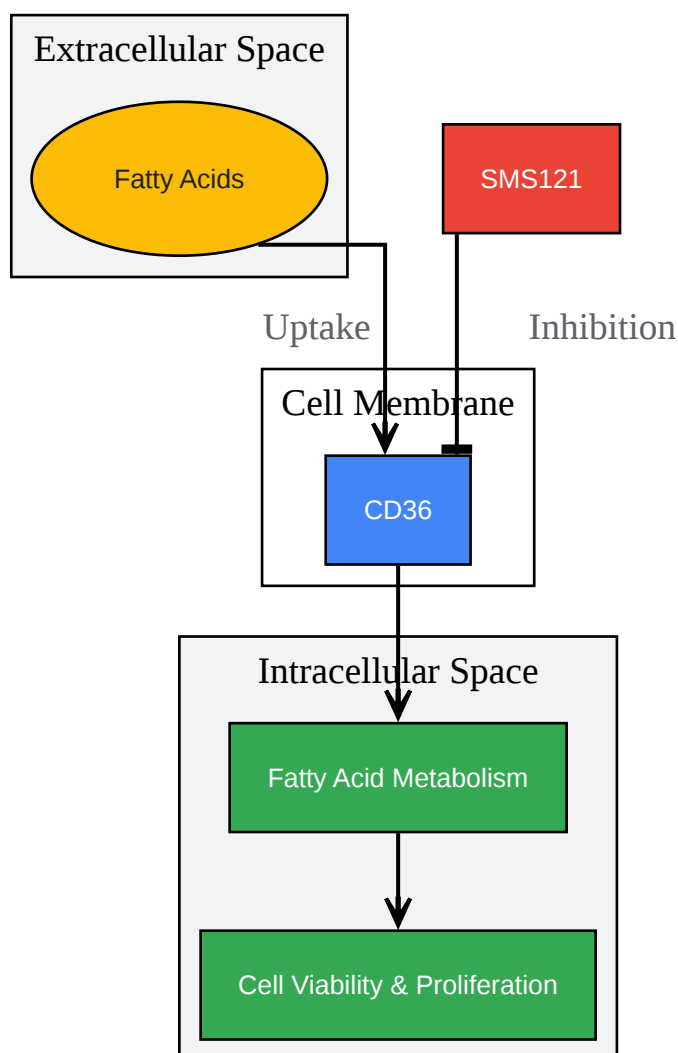 Extracellular Space
Fatty Acids
SMS121
Uptake
Inhibition
Cell Membrane
CD36
Intracellular Space
Fatty Acid Metabolism
Cell Viability & Proliferation